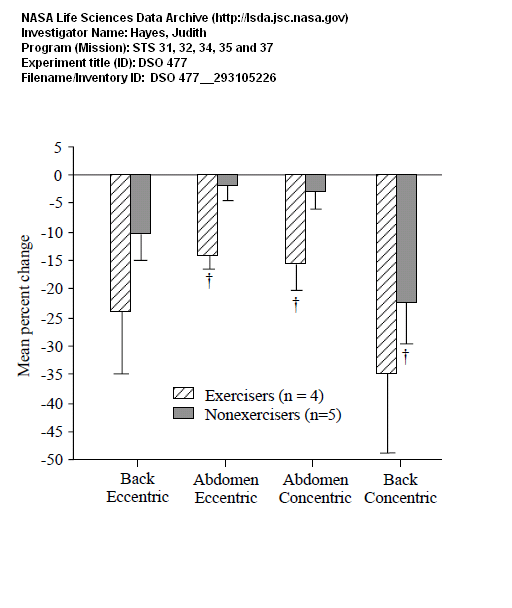 NASA Life Sciences Data Archive (http://lsda.jsc.nasa.gov)
Investigator Name: Hayes, Judith
Program (Mission): STS 31, 32, 34, 35 and 37
Experiment title (ID): DSO 477
Filename/Inventory ID:  DSO 477__293105226
5
0
-5
-10
-15
-20
-25
-30
-35
-40
-45
-50
Mean percent change
†
†
†
Exercisers (n = 4)
Nonexercisers (n=5)
Back
Eccentric
Abdomen
Eccentric
Abdomen
Concentric
Back
Concentric